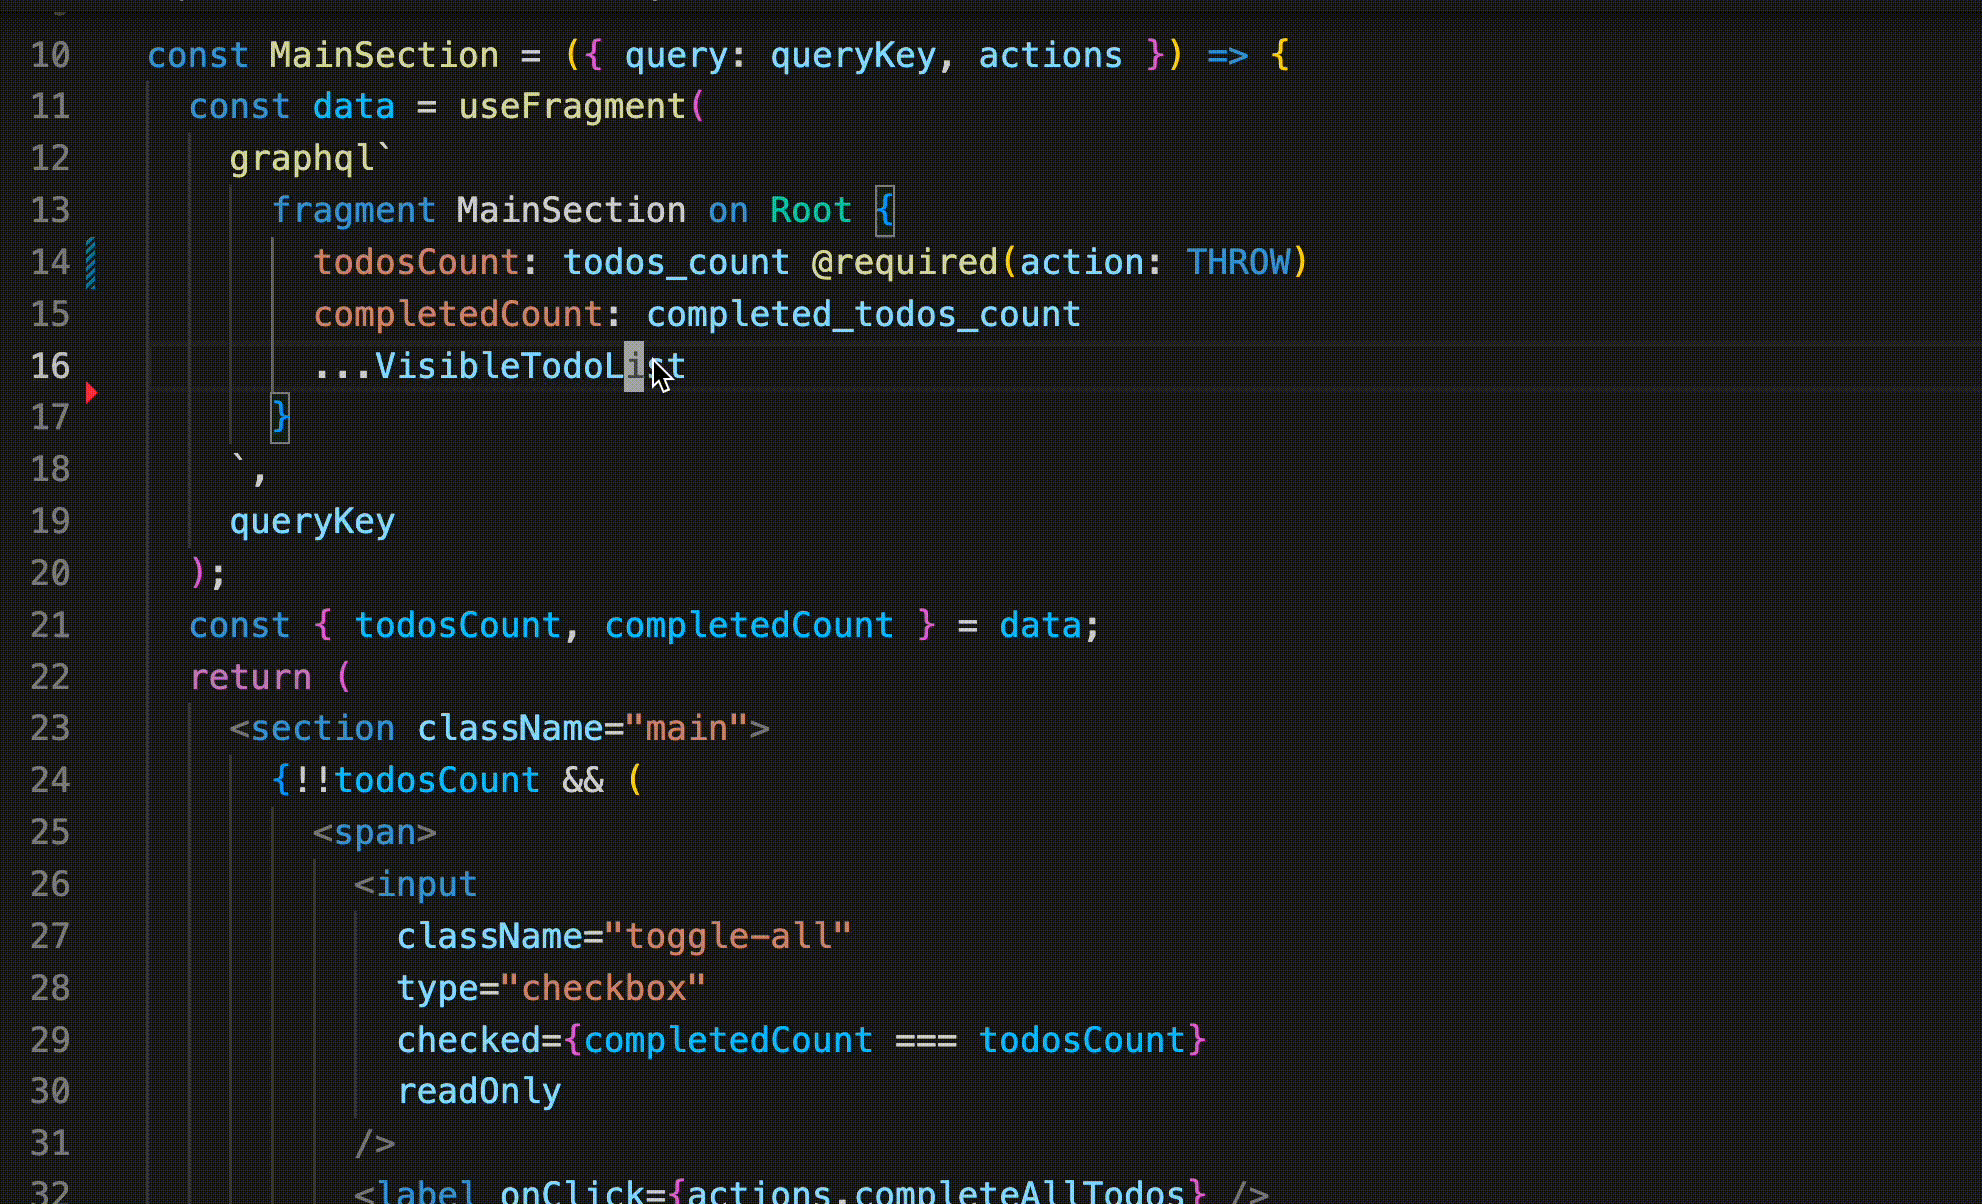 10 const MainSection = ({ query: queryKey, actions }) => {
11 const data = useFragment(
12 graphql`
13 fragment MainSection on Root {
14 todosCount: todos_count @required(action: THROW)
15 completedCount: completed_todos_count
16 ...VisibleTodoList
17 }
18 `,
19 queryKey
20 );
21 const { todosCount, completedCount } = data;
22 return (
23 <section className="main">
24 {!!todosCount && (
25 <span>
26 <input
27 className="toggle-all"
28 type="checkbox"
29 checked={completedCount === todosCount}
30 readOnly
31 />
32 <label onClick={actions.completeAllTodos} />